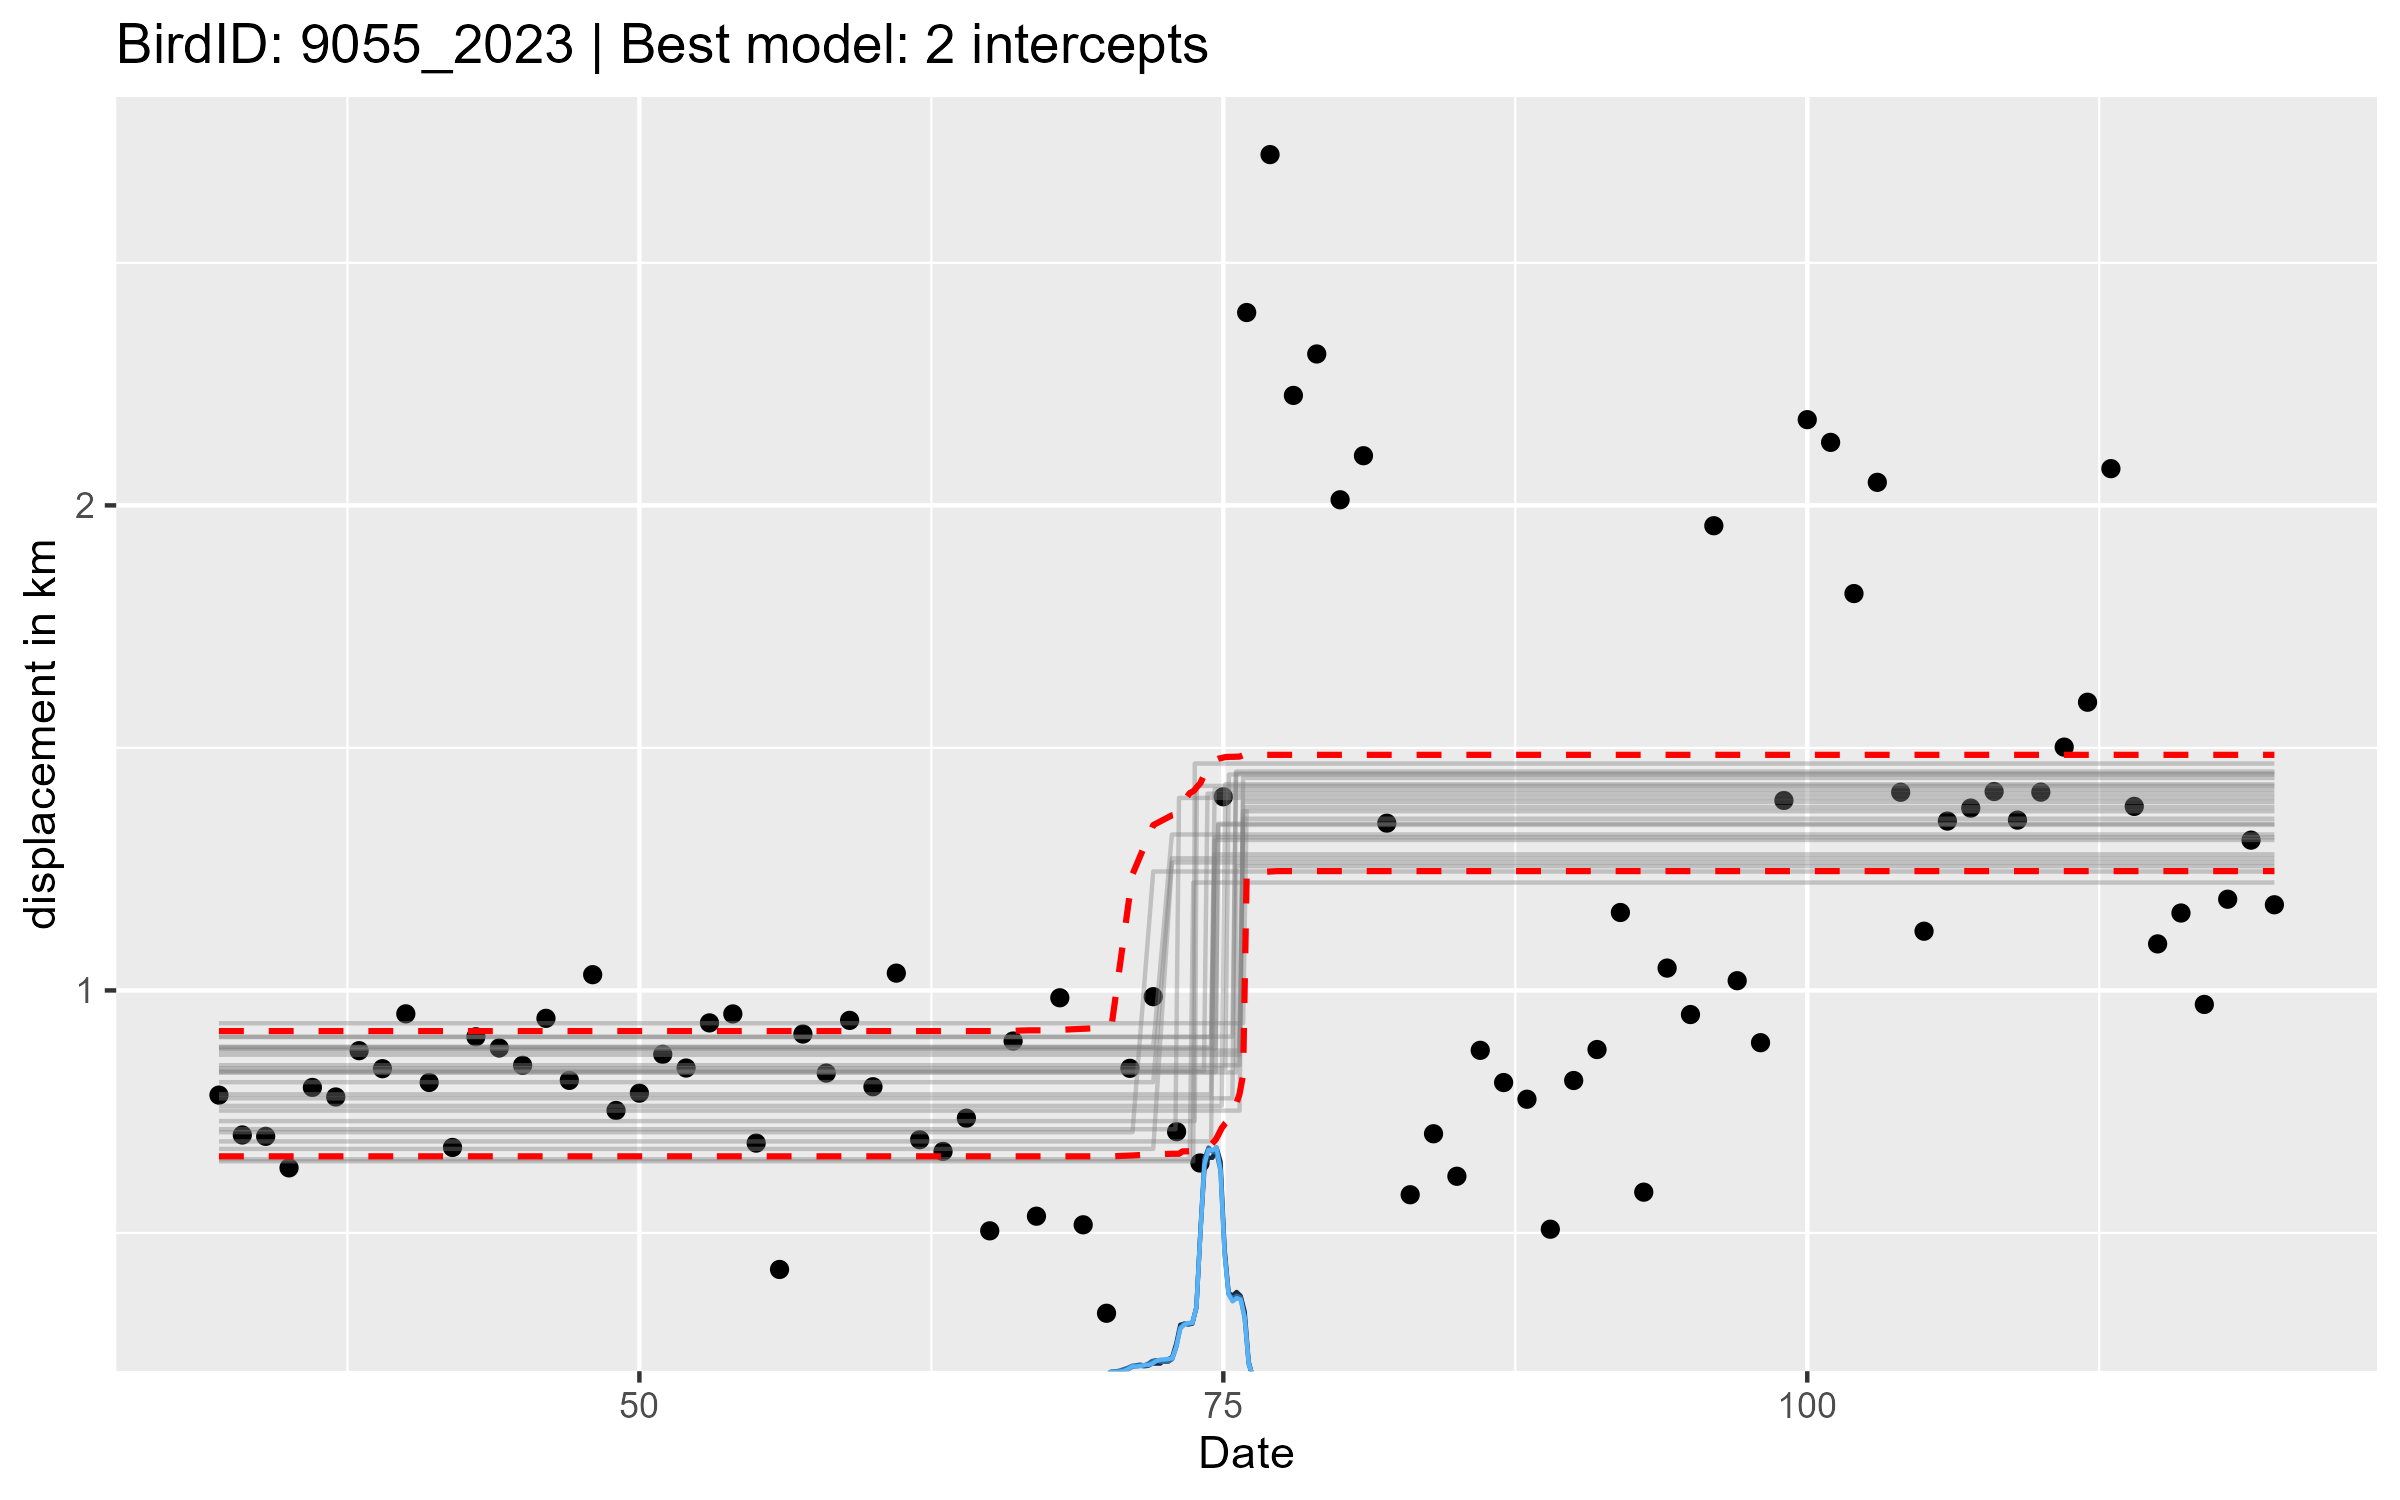 BirdID: 9055_2023 | Best model: 2 intercepts
displacement in km
2
1
50
75
100
Date